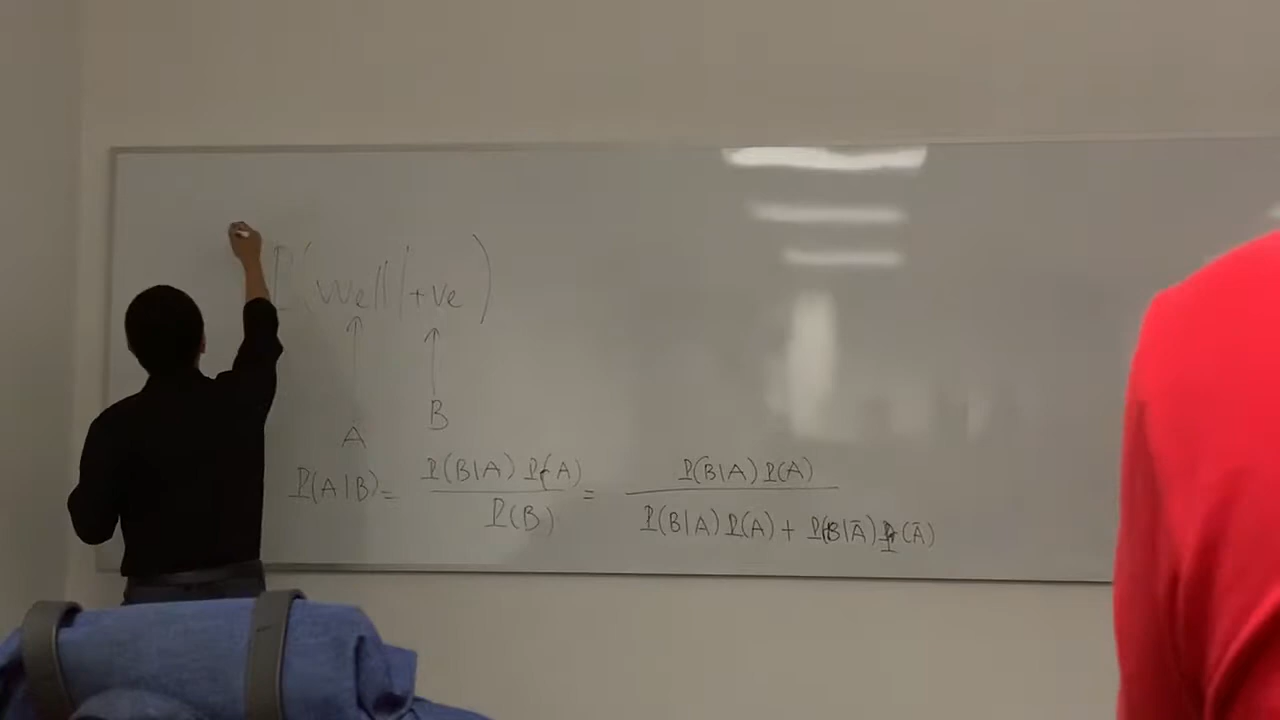 P(Well|+ve)
A B
P(A|B) = P(B|A) P(A) / P(B) = P(B|A) P(A) / P(B|A) P(A) + P(B|Ā) P(Ā)